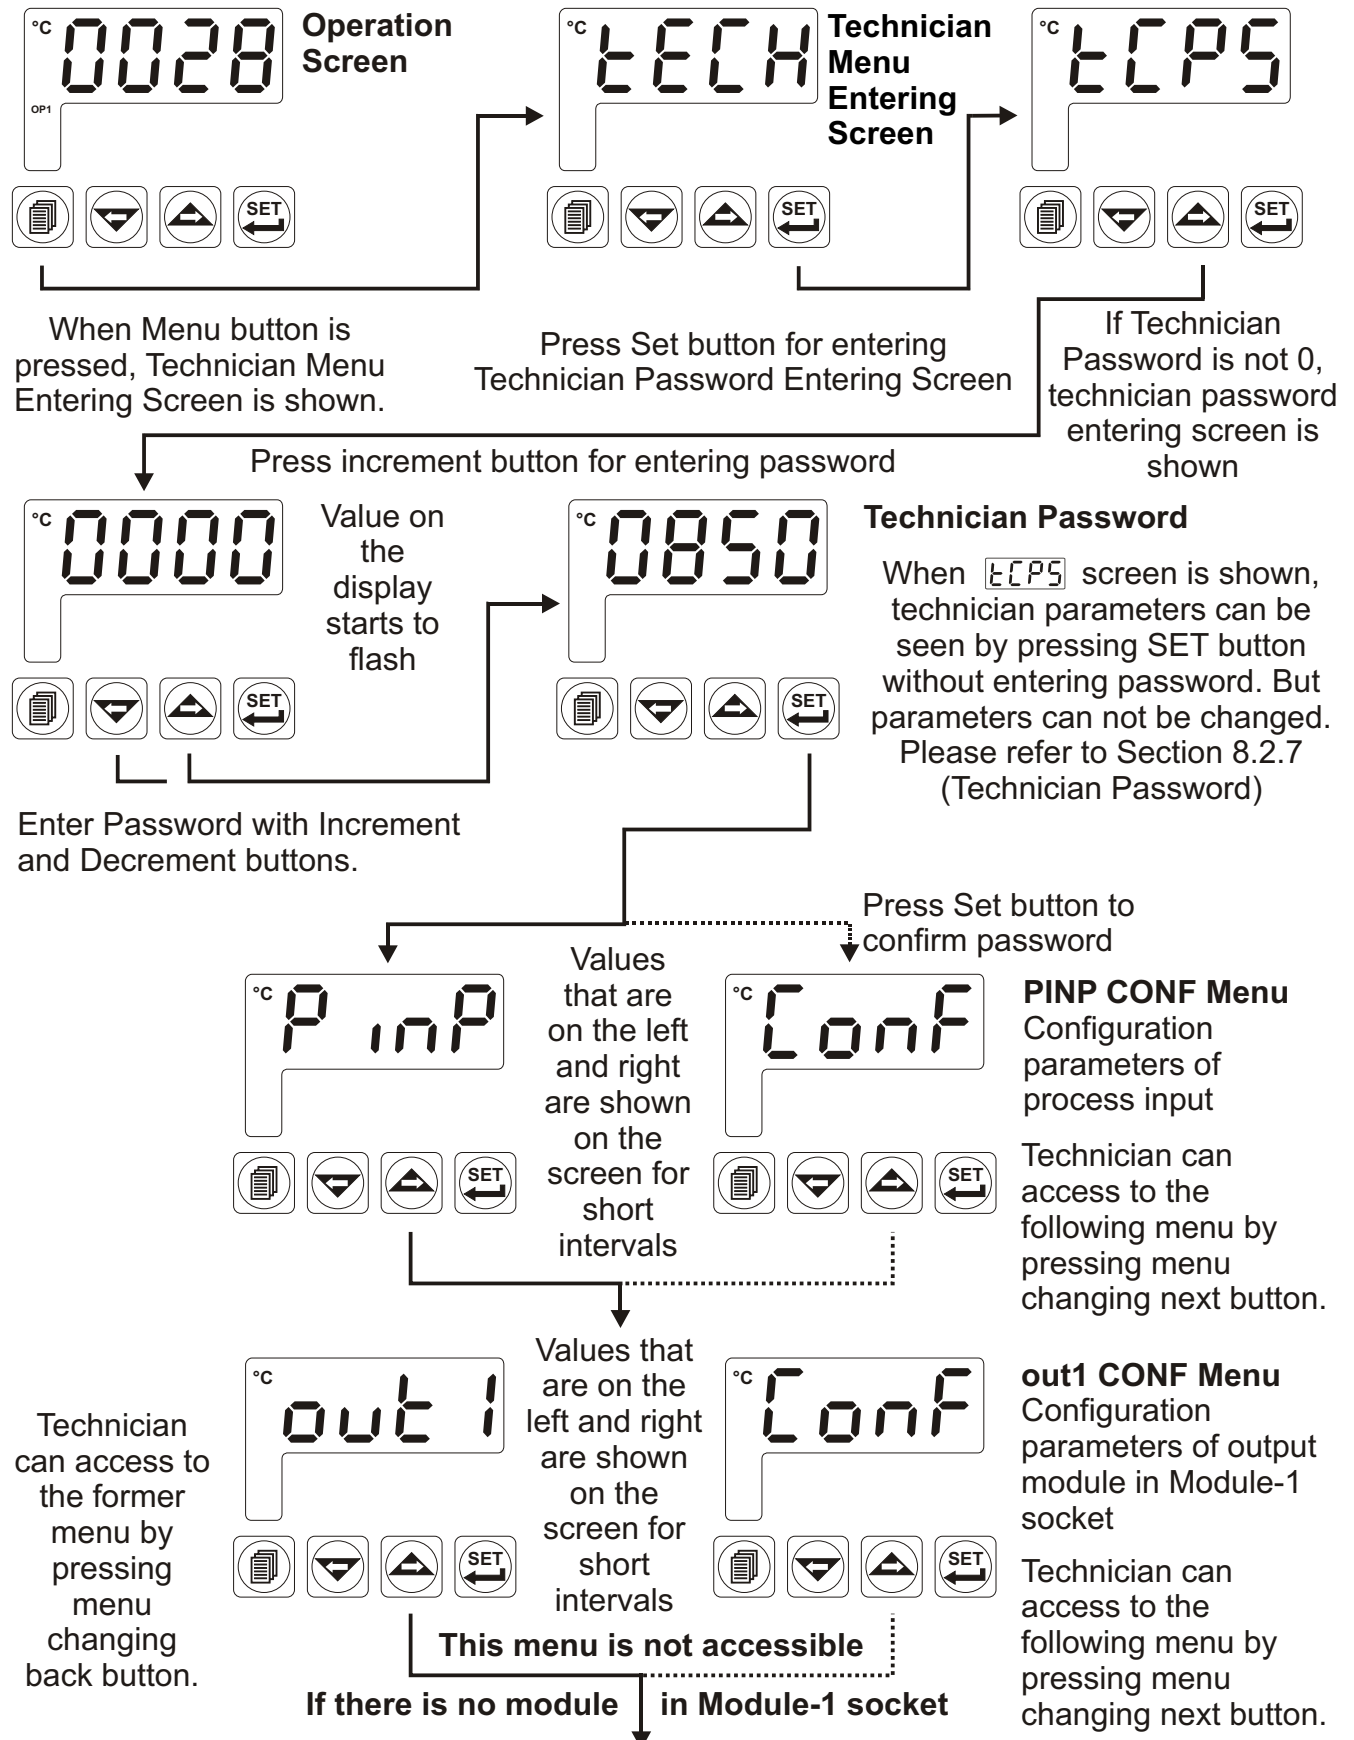 °C 0028
OP1
Operation
Screen
°C tECH
Technician
Menu
Entering
Screen
°C tCPS
SET
SET
SET
When Menu button is
pressed, Technician Menu
Entering Screen is shown.
Press Set button for entering
Technician Password Entering Screen
If Technician
Password is not 0,
technician password
entering screen is
shown
Press increment button for entering password
°C 0000
Value on
the
display
starts to
flash
°C 0850
SET
SET
Technician Password
When tCPS screen is shown,
technician parameters can be
seen by pressing SET button
without entering password. But
parameters can not be changed.
Please refer to Section 8.2.7
(Technician Password)
Enter Password with Increment
and Decrement buttons.
Press Set button to
confirm password
°C PinP
Values
that are
on the left
and right
are shown
on the
screen for
short
intervals
°C ConF
SET
SET
PINP CONF Menu
Configuration
parameters of
process input
Technician can
access to the
following menu by
pressing menu
changing next button.
Technician
can access to
the former
menu by
pressing
menu
changing
back button.
°C out1
Values that
are on the
left and right
are shown
on the
screen for
short
intervals
°C ConF
SET
SET
out1 CONF Menu
Configuration
parameters of output
module in Module-1
socket
Technician can
access to the
following menu by
pressing menu
changing next button.
This menu is not accessible
If there is no module in Module-1 socket